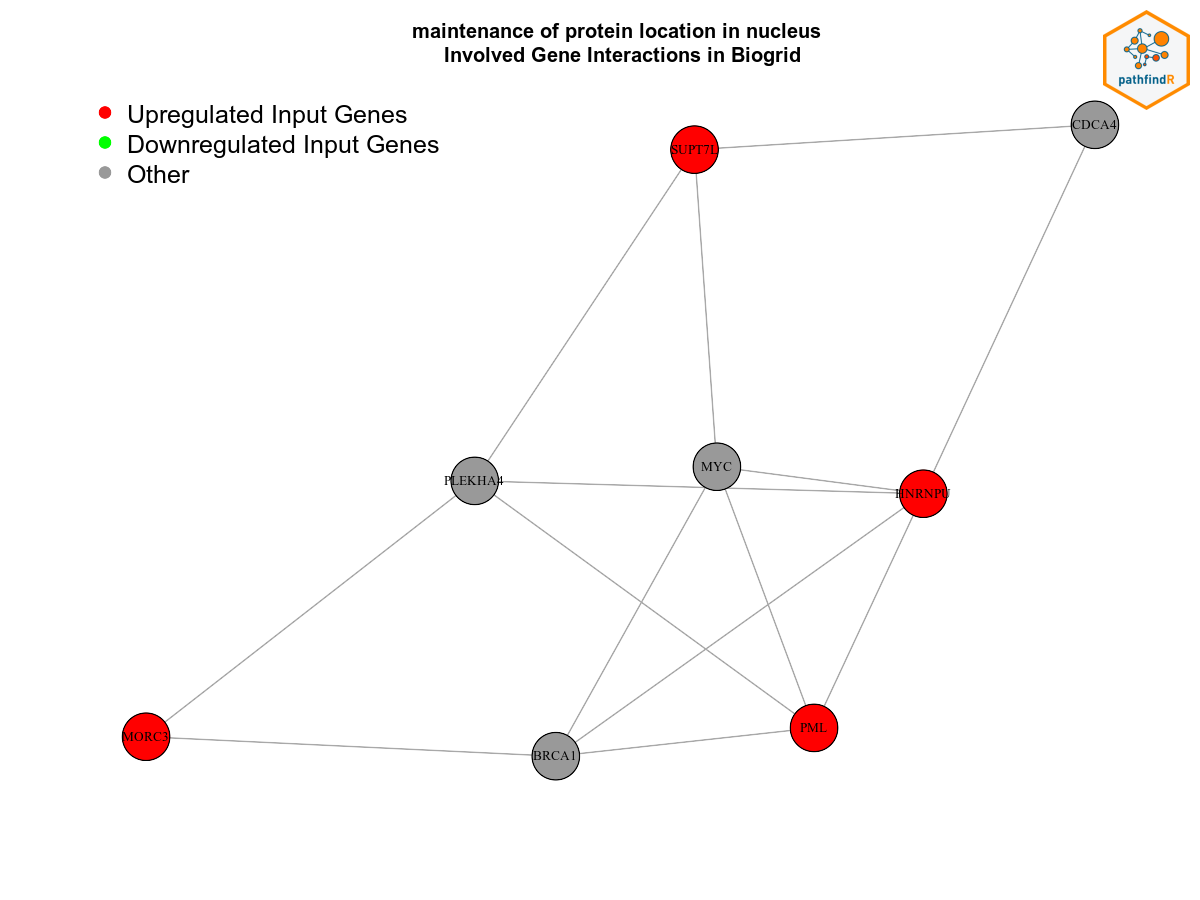 maintenance of protein location in nucleus
Involved Gene Interactions in Biogrid
pathfindR
Upregulated Input Genes
Downregulated Input Genes
Other
CDCA4
SUPT7L
MYC
PLEKHA4
HNRNPU
PML
MORC3
BRCA1